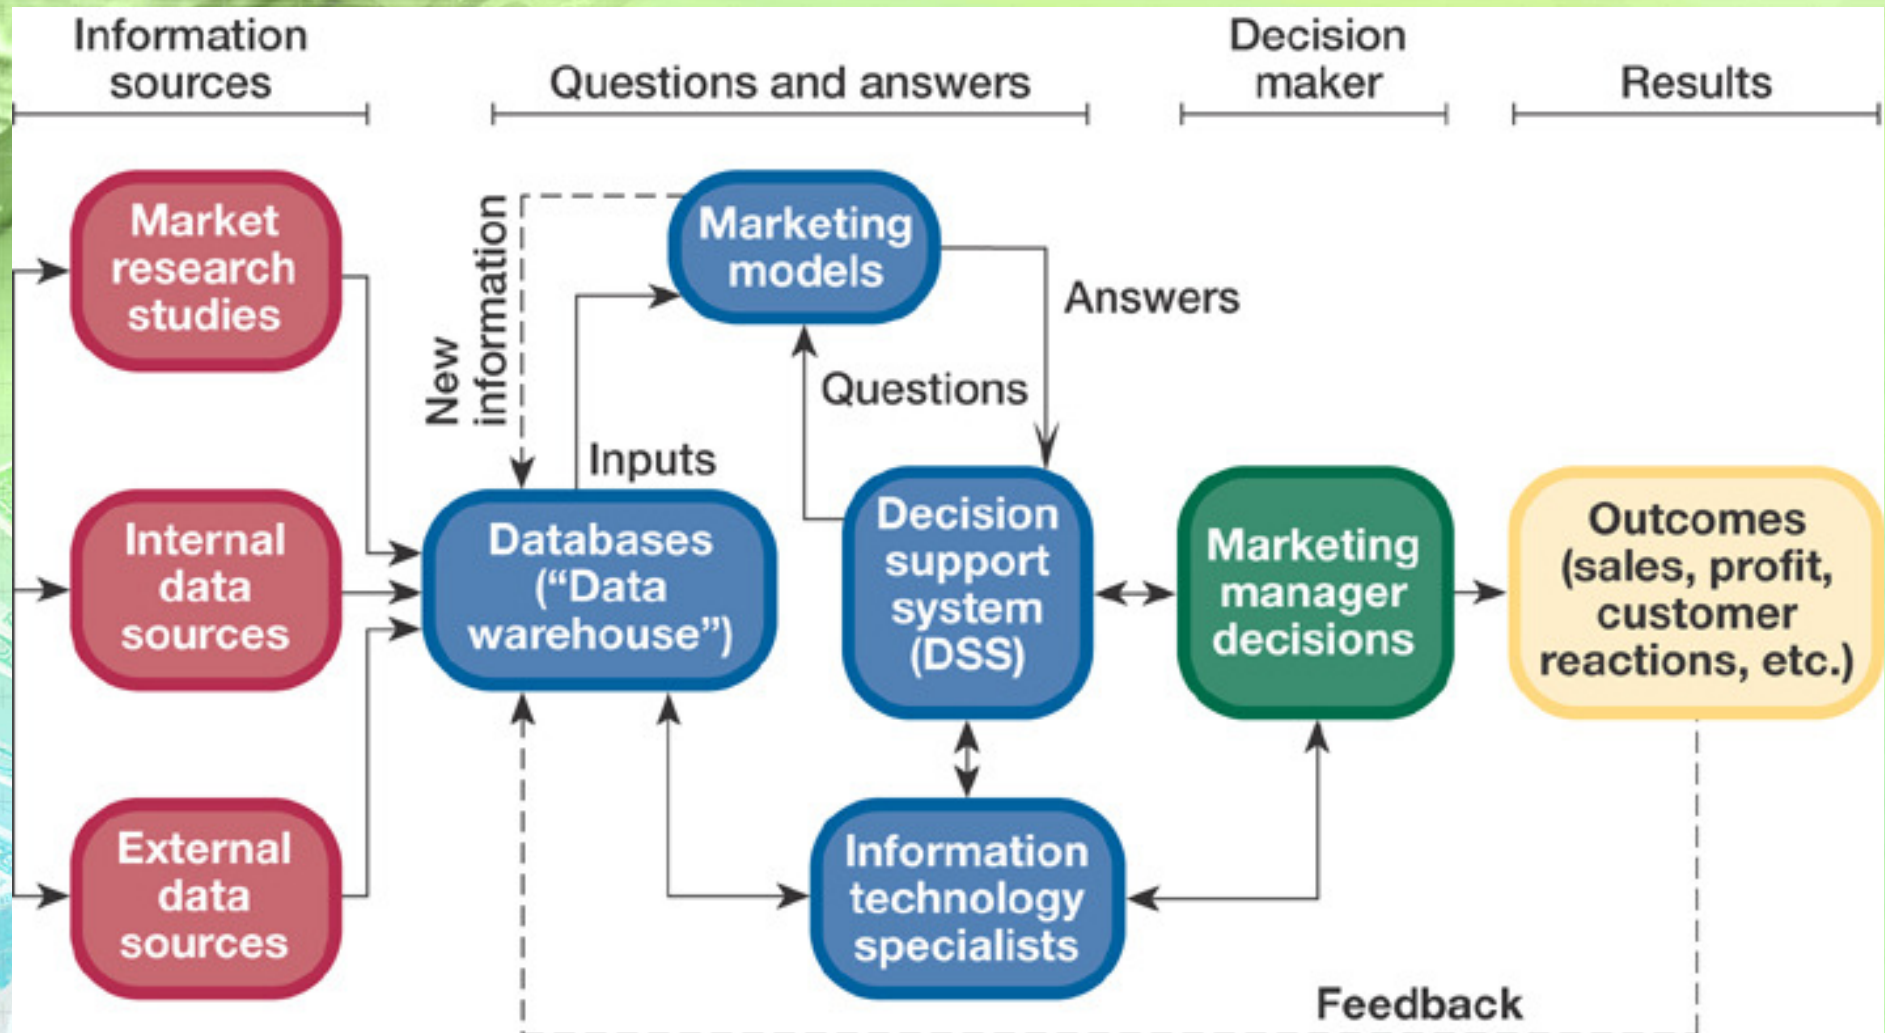 Information
sources
Questions and answers
Decision
maker
Results
Market
research
studies
Internal
data
sources
External
data
sources
New
information
Inputs
Databases
(“Data
warehouse”)
Marketing
models
Questions
Answers
Decision
support
system
(DSS)
Information
technology
specialists
Marketing
manager
decisions
Outcomes
(sales, profit,
customer
reactions, etc.)
Feedback